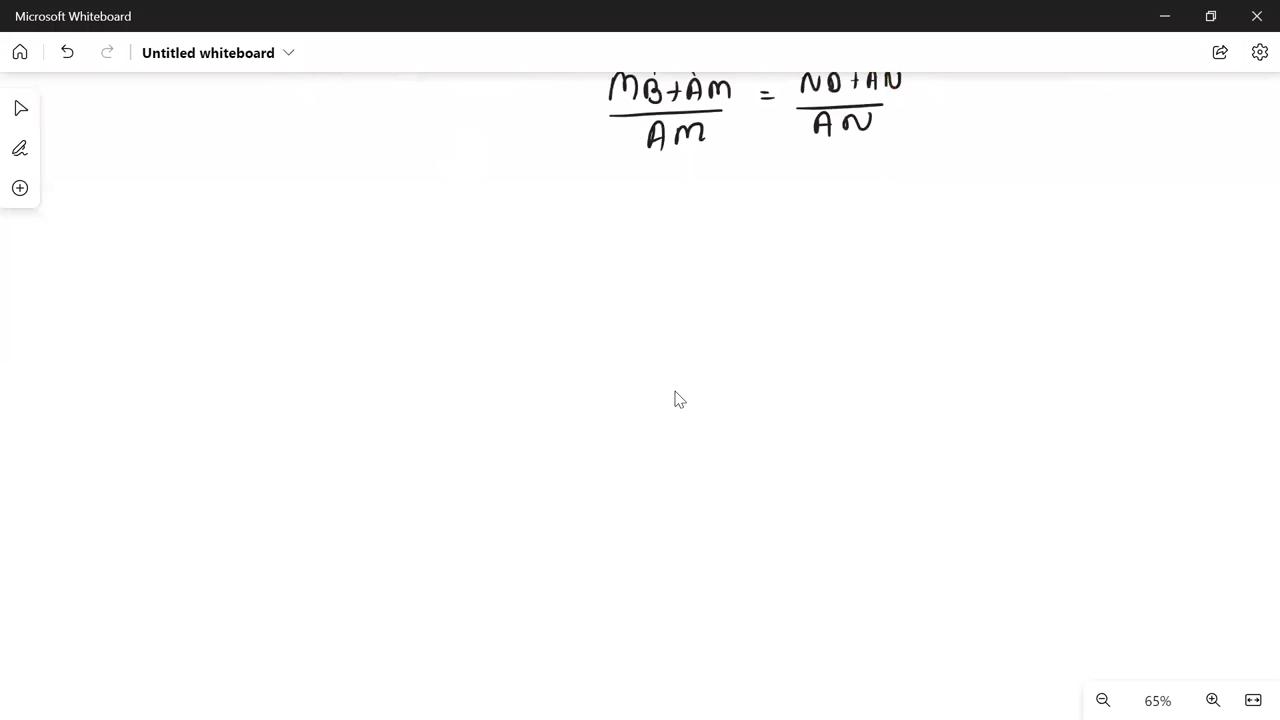 Microsoft Whiteboard
Untitled whiteboard
MB+AM = ND+AN
AM AN
65%